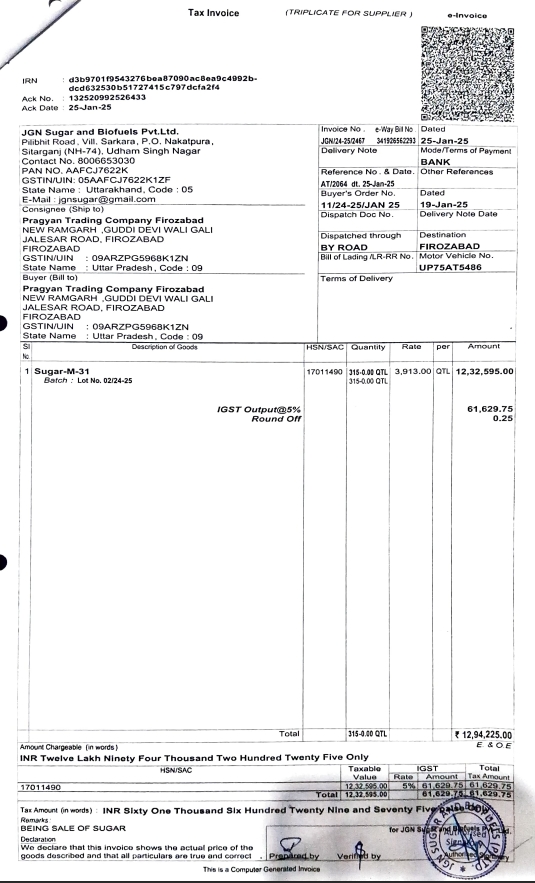 Tax Invoice
(TRIPLICATE FOR SUPPLIER )
e-Invoice
IRN : d3b9701f9543276bea87090ac8ea9c4992b-
dcd632530b51727415c797dcfa2f4
Ack No. : 132520992526433
Ack Date : 25-Jan-25
JGN Sugar and Biofuels Pvt.Ltd.
Pilibhit Road, Vill. Sarkara, P.O. Nakatpura,
Sitarganj (NH-74), Udham Singh Nagar
Contact No. 8006653030
PAN NO. AAFCJ7622K
GSTIN/UIN: 05AAFCJ7622K1ZF
State Name : Uttarakhand, Code : 05
E-Mail : jgnsugar@gmail.com
Invoice No. e-Way Bill No. Dated
JGN/24-25/2467 341926562293 25-Jan-25
Delivery Note Mode/Terms of Payment
BANK
Reference No. & Date. Other References
AT/2064 dt. 25-Jan-25
Buyer's Order No. Dated
11/24-25/JAN 25 19-Jan-25
Dispatch Doc No. Delivery Note Date
Dispatched through Destination
BY ROAD FIROZABAD
Bill of Lading /LR-RR No. Motor Vehicle No.
UP75AT5486
Terms of Delivery
Consignee (Ship to)
Pragyan Trading Company Firozabad
NEW RAMGARH ,GUDDI DEVI WALI GALI
JALESAR ROAD, FIROZABAD
FIROZABAD
GSTIN/UIN : 09ARZPG5968K1ZN
State Name : Uttar Pradesh, Code : 09
Buyer (Bill to)
Pragyan Trading Company Firozabad
NEW RAMGARH ,GUDDI DEVI WALI GALI
JALESAR ROAD, FIROZABAD
FIROZABAD
GSTIN/UIN : 09ARZPG5968K1ZN
State Name : Uttar Pradesh, Code : 09
Sl No. Description of Goods HSN/SAC Quantity Rate per Amount
1 Sugar-M-31 17011490 315-0.00 QTL 3,913.00 QTL 12,32,595.00
Batch : Lot No. 02/24-25 315-0.00 QTL
IGST Output@5% 61,629.75
Round Off 0.25
Total 315-0.00 QTL ₹ 12,94,225.00
Amount Chargeable (in words) E. & O.E
INR Twelve Lakh Ninety Four Thousand Two Hundred Twenty Five Only
HSN/SAC Taxable Value IGST Rate Amount Total Tax Amount
17011490 12,32,595.00 5% 61,629.75 61,629.75
Total 12,32,595.00 61,629.75 61,629.75
Tax Amount (in words) : INR Sixty One Thousand Six Hundred Twenty Nine and Seventy Five
Remarks :
BEING SALE OF SUGAR
Declaration
We declare that this invoice shows the actual price of the
goods described and that all particulars are true and correct .
for JGN Sugar and Biofuels Pvt.Ltd.
Prepared by Verified by Authorised Signatory
This is a Computer Generated Invoice